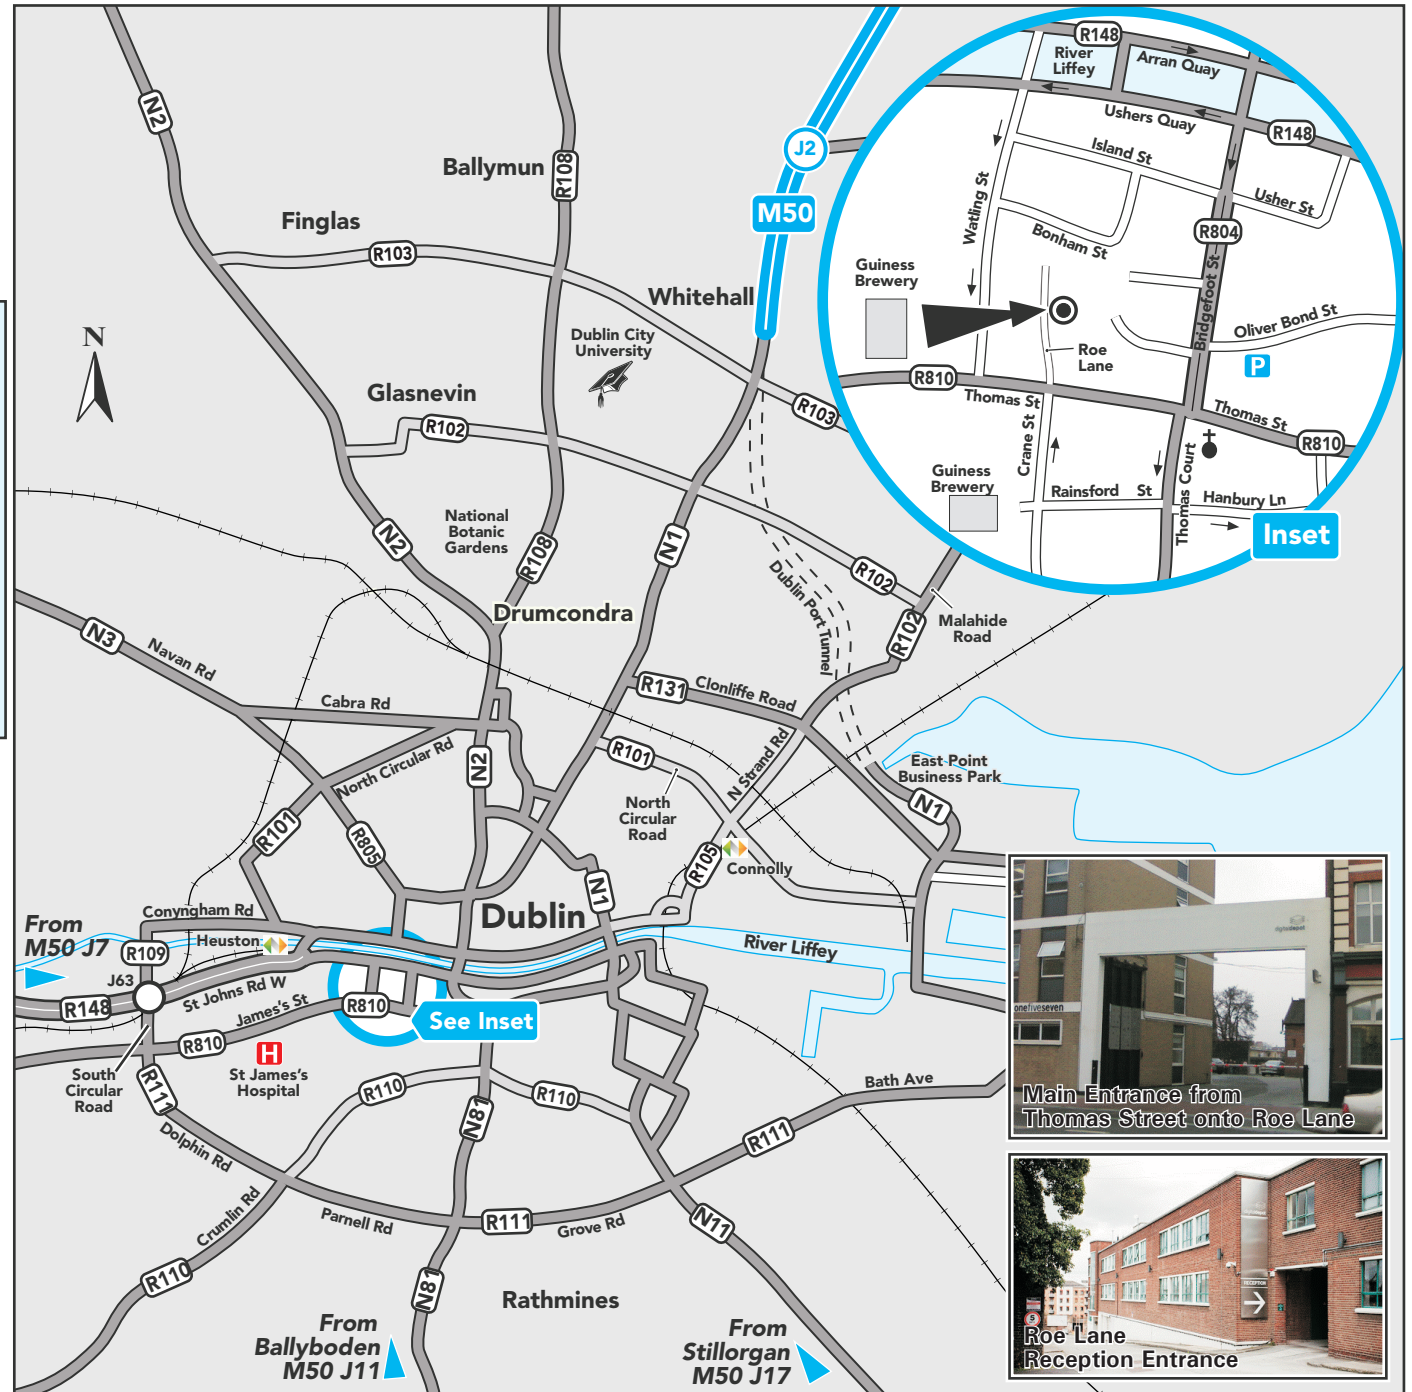 N2
Ballymun
R108
Finglas
R103
J2
M50
Whitehall
Dublin City
University
N
Glasnevin
R102
R103
National
Botanic
Gardens
N2
R108
N1
Dublin Port Tunnel
R102
Drumcondra
R102
Malahide
Road
N3
Navan Rd
Cabra Rd
R131
Clonliffe Road
North Circular Rd
N2
R101
N Strand Rd
East Point
Business Park
N1
North
Circular
Road
R101
R805
R105
Connolly
N1
Dublin
Conyngham Rd
From
M50 J7
R109
Heuston
River Liffey
J63
R148
St Johns Rd W
James's St
R810
See Inset
R810
H
St James's
Hospital
South
Circular
Road
R111
R110
R110
N81
Bath Ave
R111
Dolphin Rd
Crumlin Rd
Parnell Rd
R111
Grove Rd
N11
R110
N81
Rathmines
From
Ballyboden
M50 J11
From
Stillorgan
M50 J17
R148
River
Liffey
Arran Quay
Ushers Quay
R148
Island St
Usher St
Watling St
Bonham St
R804
Bridgefoot St
Guiness
Brewery
Oliver Bond St
Roe
Lane
P
R810
Thomas St
Thomas St
R810
Crane St
Guiness
Brewery
Rainsford St
Thomas Court
Hanbury Ln
Inset
digitaldepot
onefiveseven
Main Entrance from
Thomas Street onto Roe Lane
RECEPTION
5
Roe Lane
Reception Entrance